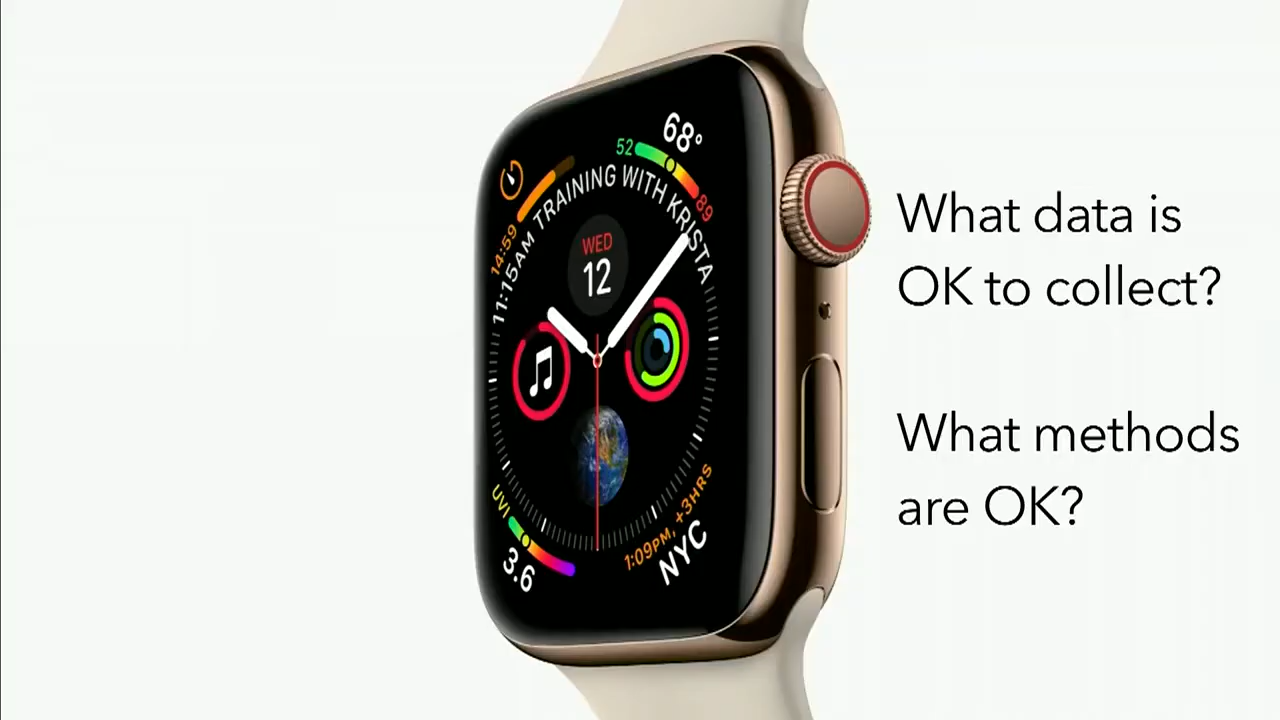 68°
52
89
14:59
11:15AM TRAINING WITH KRISTA
WED
12
UVI
3.6
1:09PM, +3HRS
NYC
What data is
OK to collect?
What methods
are OK?